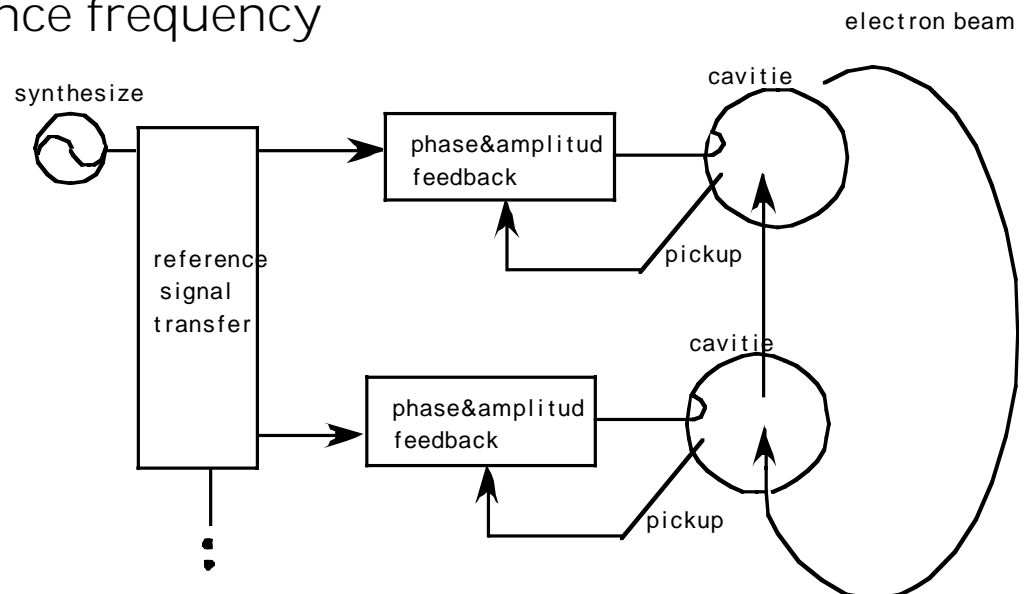 nce frequency
electron beam
synthesize
cavitie
phase&amplitud
feedback
pickup
reference
signal
transfer
cavitie
phase&amplitud
feedback
pickup